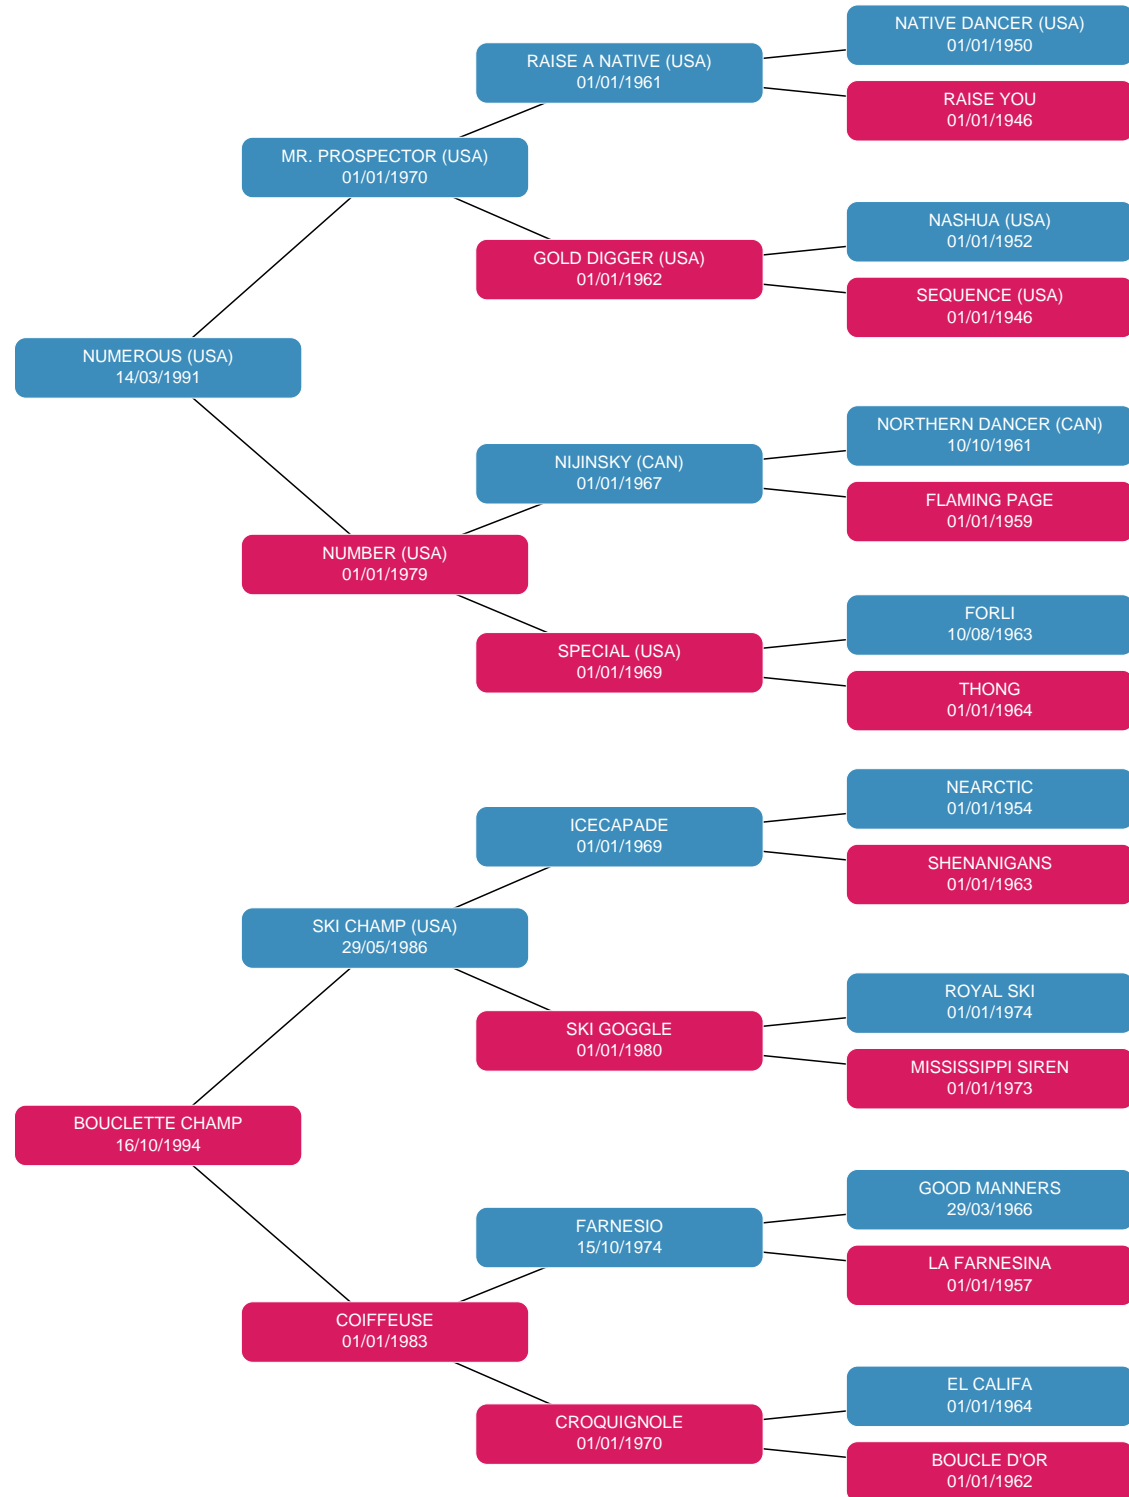 NATIVE DANCER (USA)
01/01/1950
RAISE A NATIVE (USA)
01/01/1961
RAISE YOU
01/01/1946
MR. PROSPECTOR (USA)
01/01/1970
NASHUA (USA)
01/01/1952
GOLD DIGGER (USA)
01/01/1962
SEQUENCE (USA)
01/01/1946
NUMEROUS (USA)
14/03/1991
NORTHERN DANCER (CAN)
10/10/1961
NIJINSKY (CAN)
01/01/1967
FLAMING PAGE
01/01/1959
NUMBER (USA)
01/01/1979
FORLI
10/08/1963
SPECIAL (USA)
01/01/1969
THONG
01/01/1964
NEARCTIC
01/01/1954
ICECAPADE
01/01/1969
SHENANIGANS
01/01/1963
SKI CHAMP (USA)
29/05/1986
ROYAL SKI
01/01/1974
SKI GOGGLE
01/01/1980
MISSISSIPPI SIREN
01/01/1973
BOUCLETTE CHAMP
16/10/1994
GOOD MANNERS
29/03/1966
FARNESIO
15/10/1974
LA FARNESINA
01/01/1957
COIFFEUSE
01/01/1983
EL CALIFA
01/01/1964
CROQUIGNOLE
01/01/1970
BOUCLE D'OR
01/01/1962